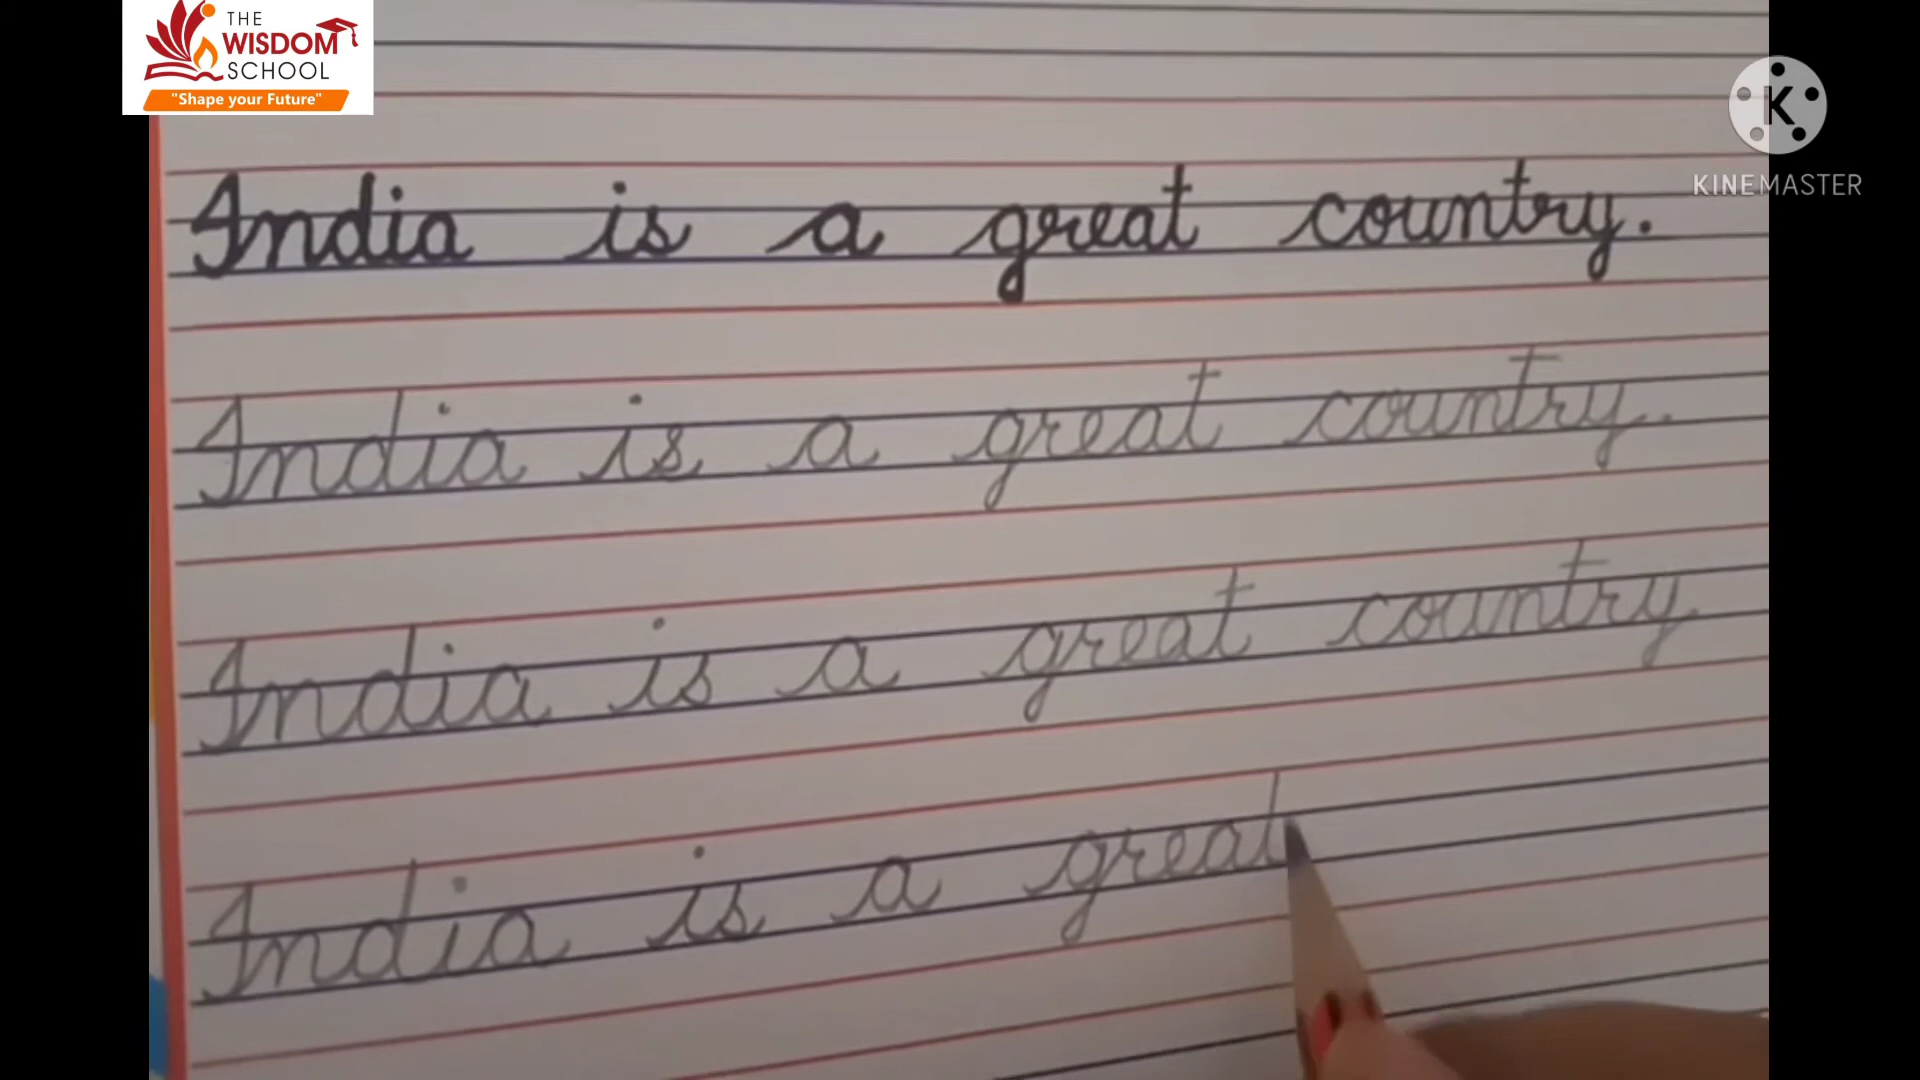 THE
WISDOM
SCHOOL
"Shape your Future"
K
KINEMASTER
India is a great country.
India is a great country.
India is a great country
India is a great